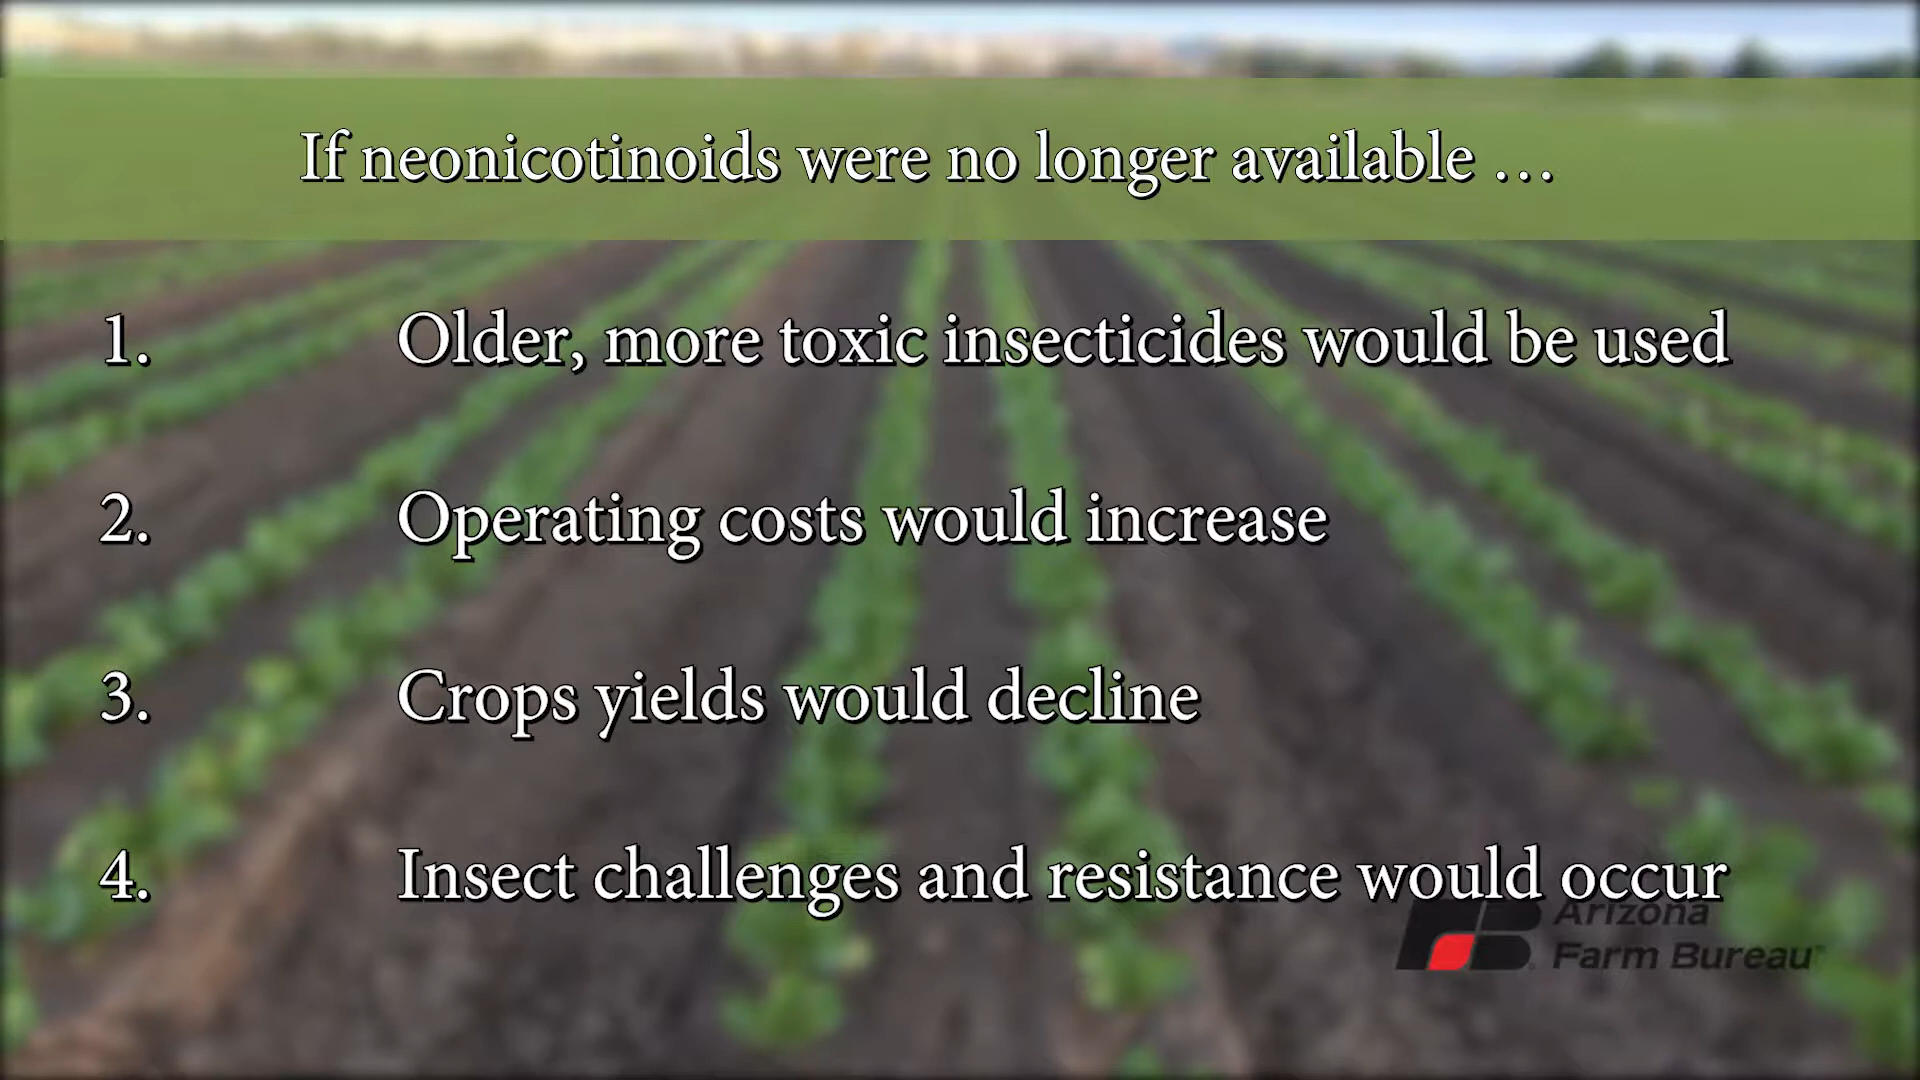 If neonicotinoids were no longer available …
1. Older, more toxic insecticides would be used
2. Operating costs would increase
3. Crops yields would decline
4. Insect challenges and resistance would occur
Arizona
Farm Bureau